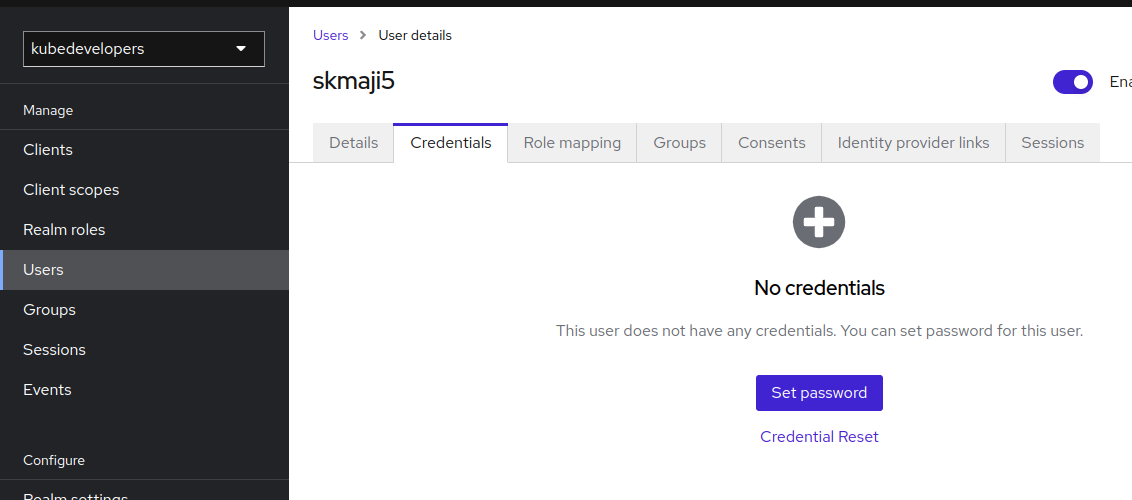 kubedevelopers
Manage
Clients
Client scopes
Realm roles
Users
Groups
Sessions
Events
Configure
Realm settings
Users > User details
skmaji5
Ena
Details Credentials Role mapping Groups Consents Identity provider links Sessions
No credentials
This user does not have any credentials. You can set password for this user.
Set password
Credential Reset